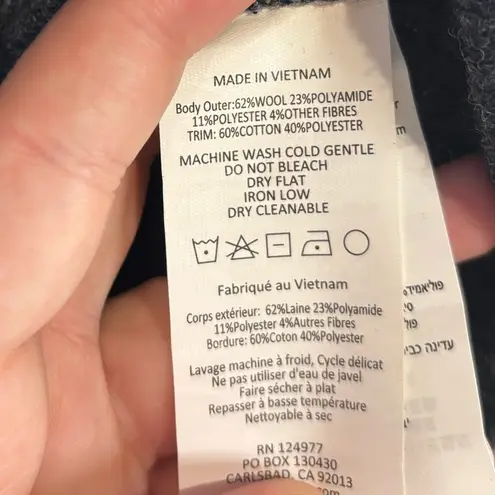 MADE IN VIETNAM
Body Outer:62%WOOL 23%POLYAMIDE
11%POLYESTER 4%OTHER FIBRES
TRIM: 60%COTTON 40%POLYESTER
MACHINE WASH COLD GENTLE
DO NOT BLEACH
DRY FLAT
IRON LOW
DRY CLEANABLE
Fabriqué au Vietnam
Corps extérieur: 62%Laine 23%Polyamide
11%Polyester 4%Autres Fibres
Bordure: 60%Coton 40%Polyester
Lavage machine à froid, Cycle délicat
Ne pas utiliser d'eau de javel
Faire sécher à plat
Repasser à basse température
Nettoyable à sec
RN 124977
PO BOX 130430
CARLSBAD, CA 92013
.com
פוליאמיד
עדינה